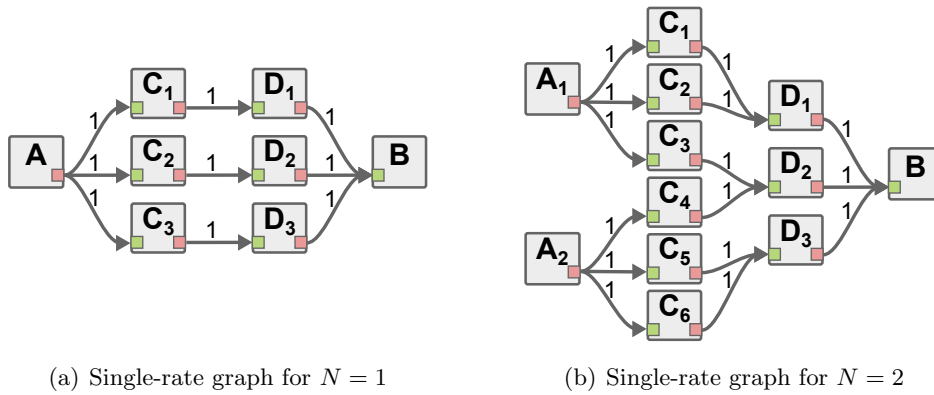 A
1
1
1
C₁
1
D₁
1
C₂
1
D₂
1
B
C₃
1
D₃
1
(a) Single-rate graph for N = 1
A₁
1
1
1
C₁
1
C₂
1
D₁
1
C₃
1
D₂
1
B
C₄
1
A₂
1
1
1
C₅
1
D₃
1
C₆
1
(b) Single-rate graph for N = 2